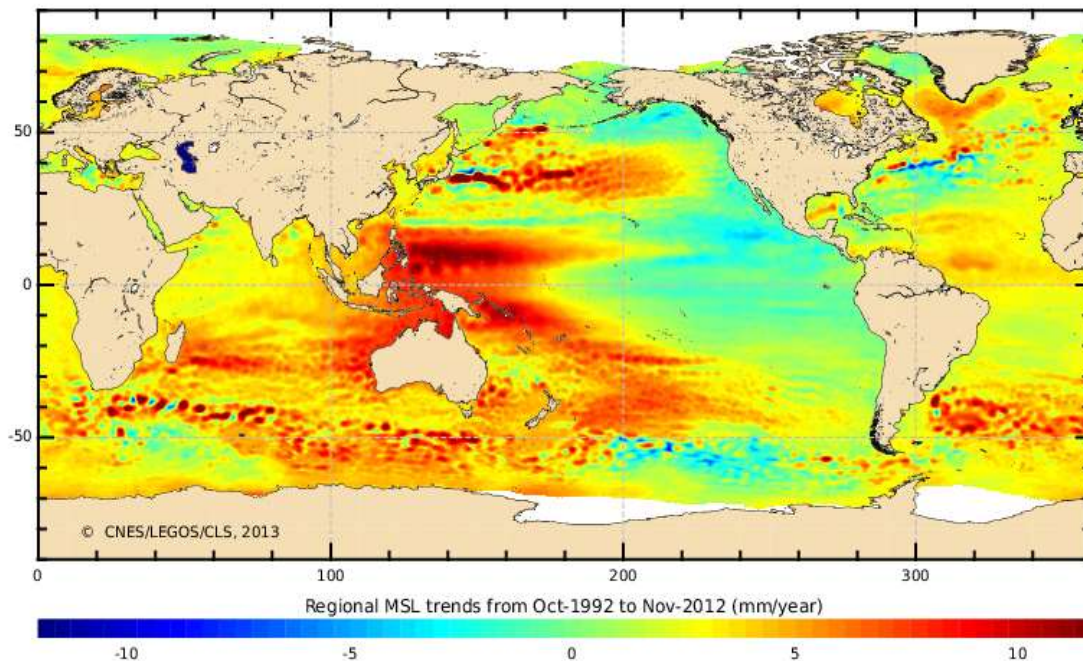 50
0
-50
© CNES/LEGOS/CLS, 2013
0 100 200 300
Regional MSL trends from Oct-1992 to Nov-2012 (mm/year)
-10 -5 0 5 10